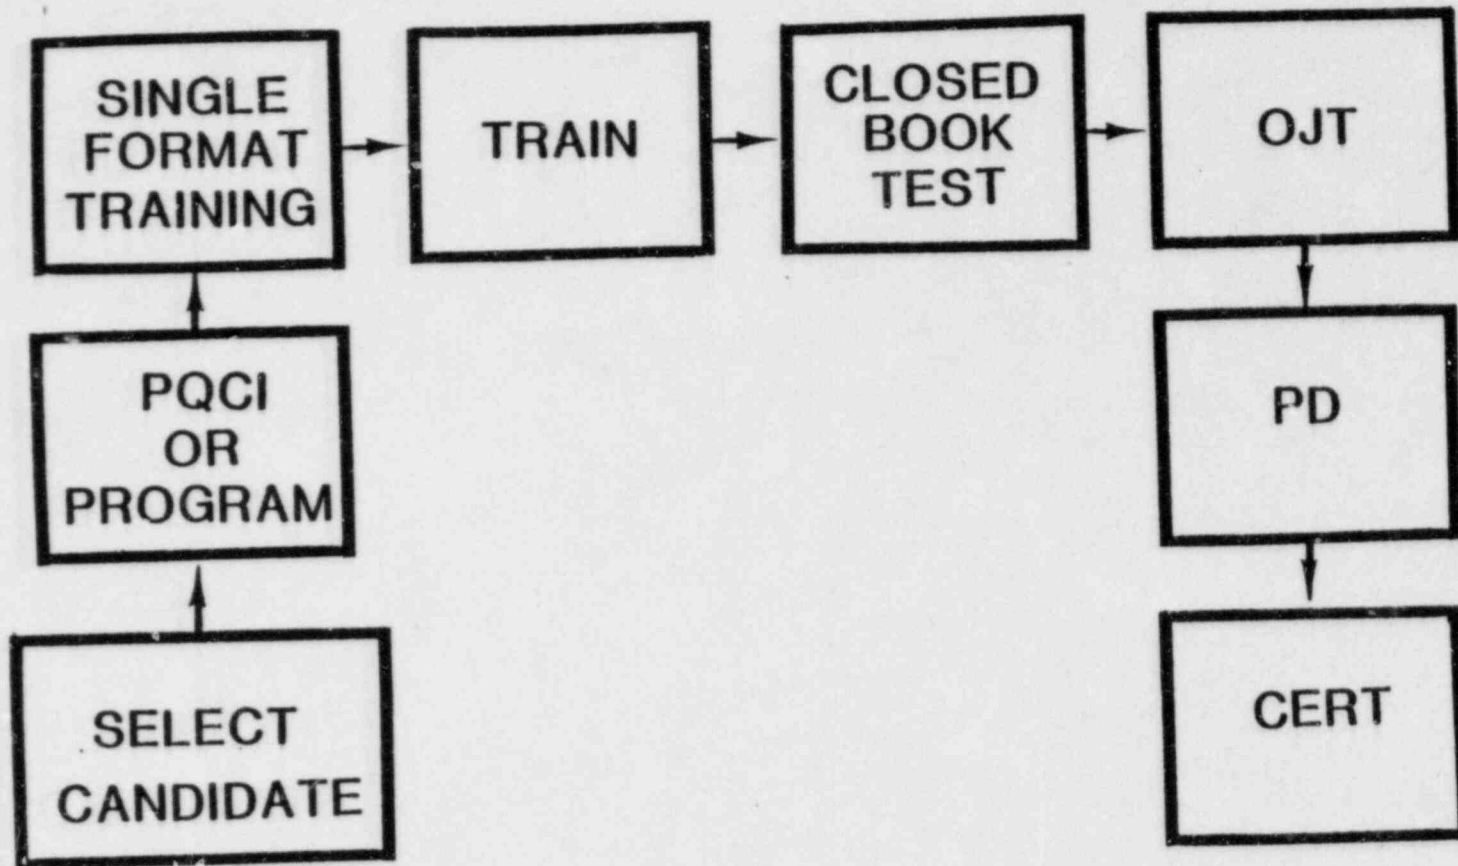 SINGLE
FORMAT
TRAINING
TRAIN
CLOSED
BOOK
TEST
OJT
PQCI
OR
PROGRAM
PD
SELECT
CANDIDATE
CERT